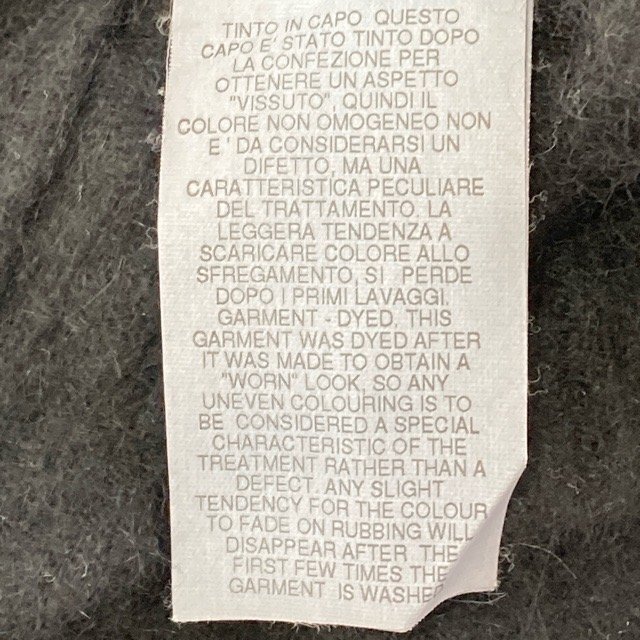 TINTO IN CAPO. QUESTO
CAPO E' STATO TINTO DOPO
LA CONFEZIONE PER
OTTENERE UN ASPETTO
"VISSUTO", QUINDI IL
COLORE NON OMOGENEO NON
E' DA CONSIDERARSI UN
DIFETTO, MA UNA
CARATTERISTICA PECULIARE
DEL TRATTAMENTO. LA
LEGGERA TENDENZA A
SCARICARE COLORE ALLO
SFREGAMENTO SI PERDE
DOPO I PRIMI LAVAGGI.
GARMENT - DYED. THIS
GARMENT WAS DYED AFTER
IT WAS MADE TO OBTAIN A
"WORN" LOOK, SO ANY
UNEVEN COLOURING IS TO
BE CONSIDERED A SPECIAL
CHARACTERISTIC OF THE
TREATMENT RATHER THAN A
DEFECT. ANY SLIGHT
TENDENCY FOR THE COLOUR
TO FADE ON RUBBING WILL
DISAPPEAR AFTER THE
FIRST FEW TIMES THE
GARMENT IS WASHE